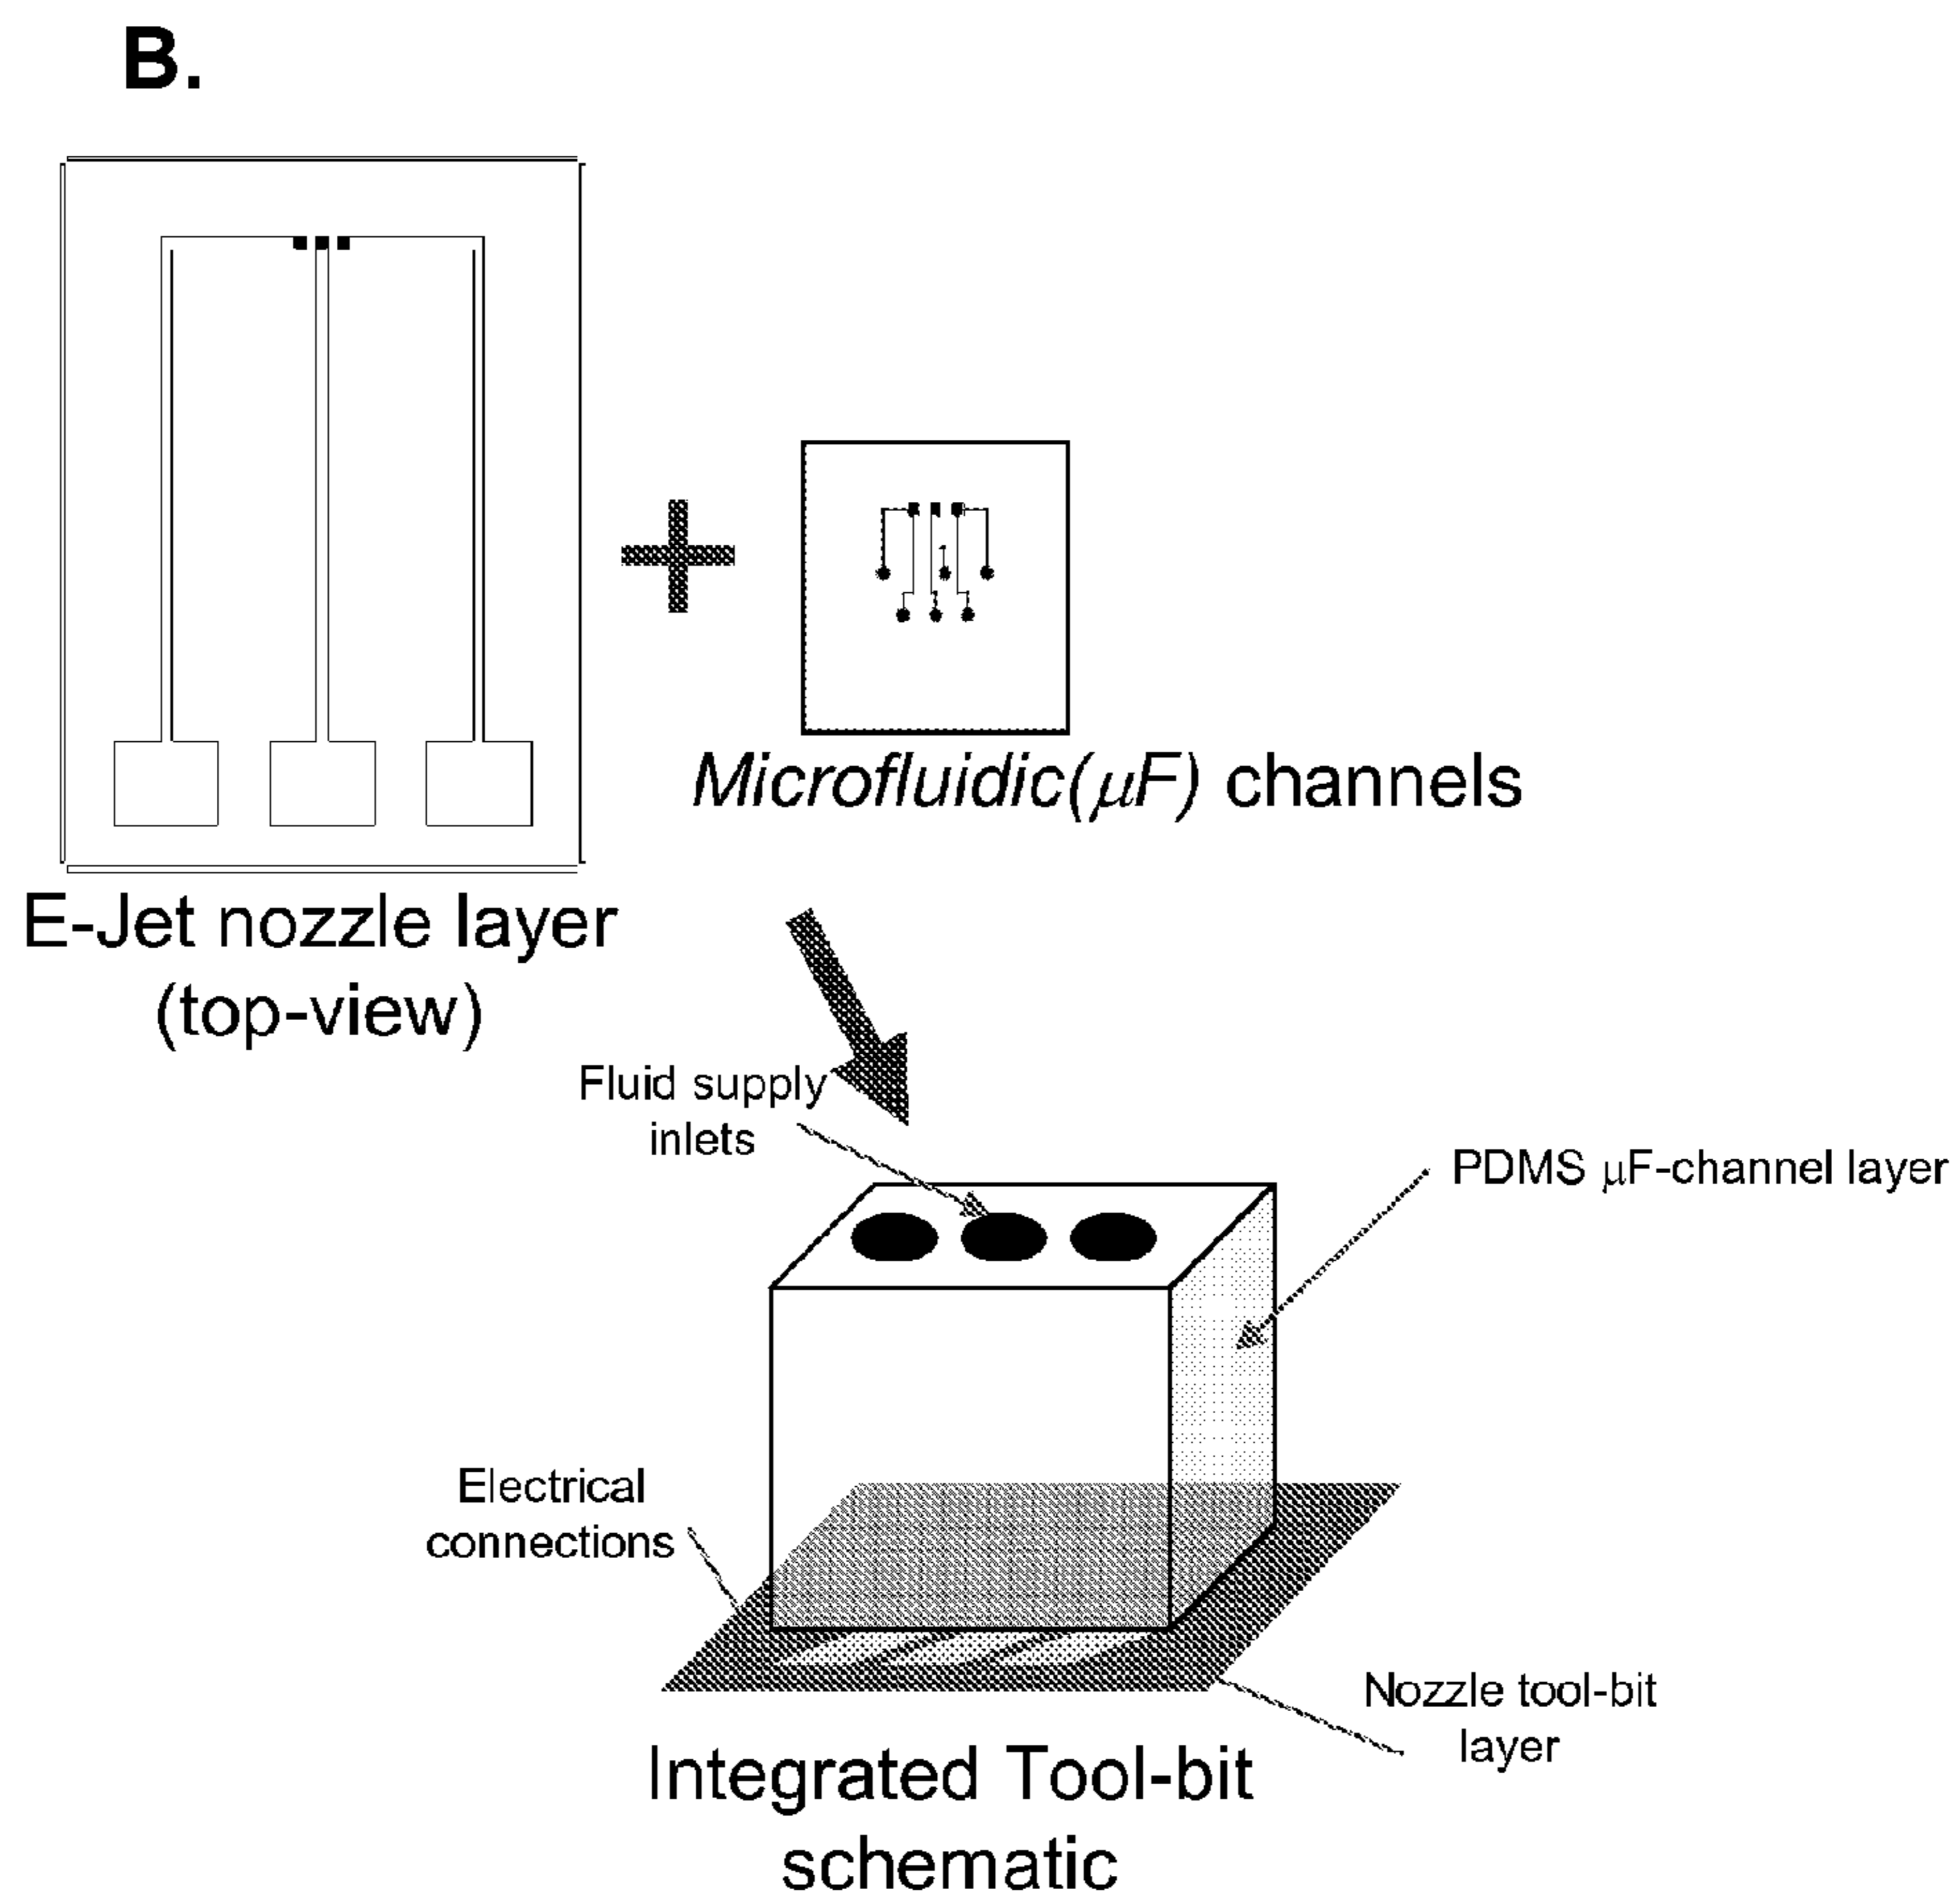 B.
Microfluidic(μF) channels
E-Jet nozzle layer
(top-view)
Fluid supply
inlets
PDMS μF-channel layer
Electrical
connections
Nozzle tool-bit
layer
Integrated Tool-bit
schematic